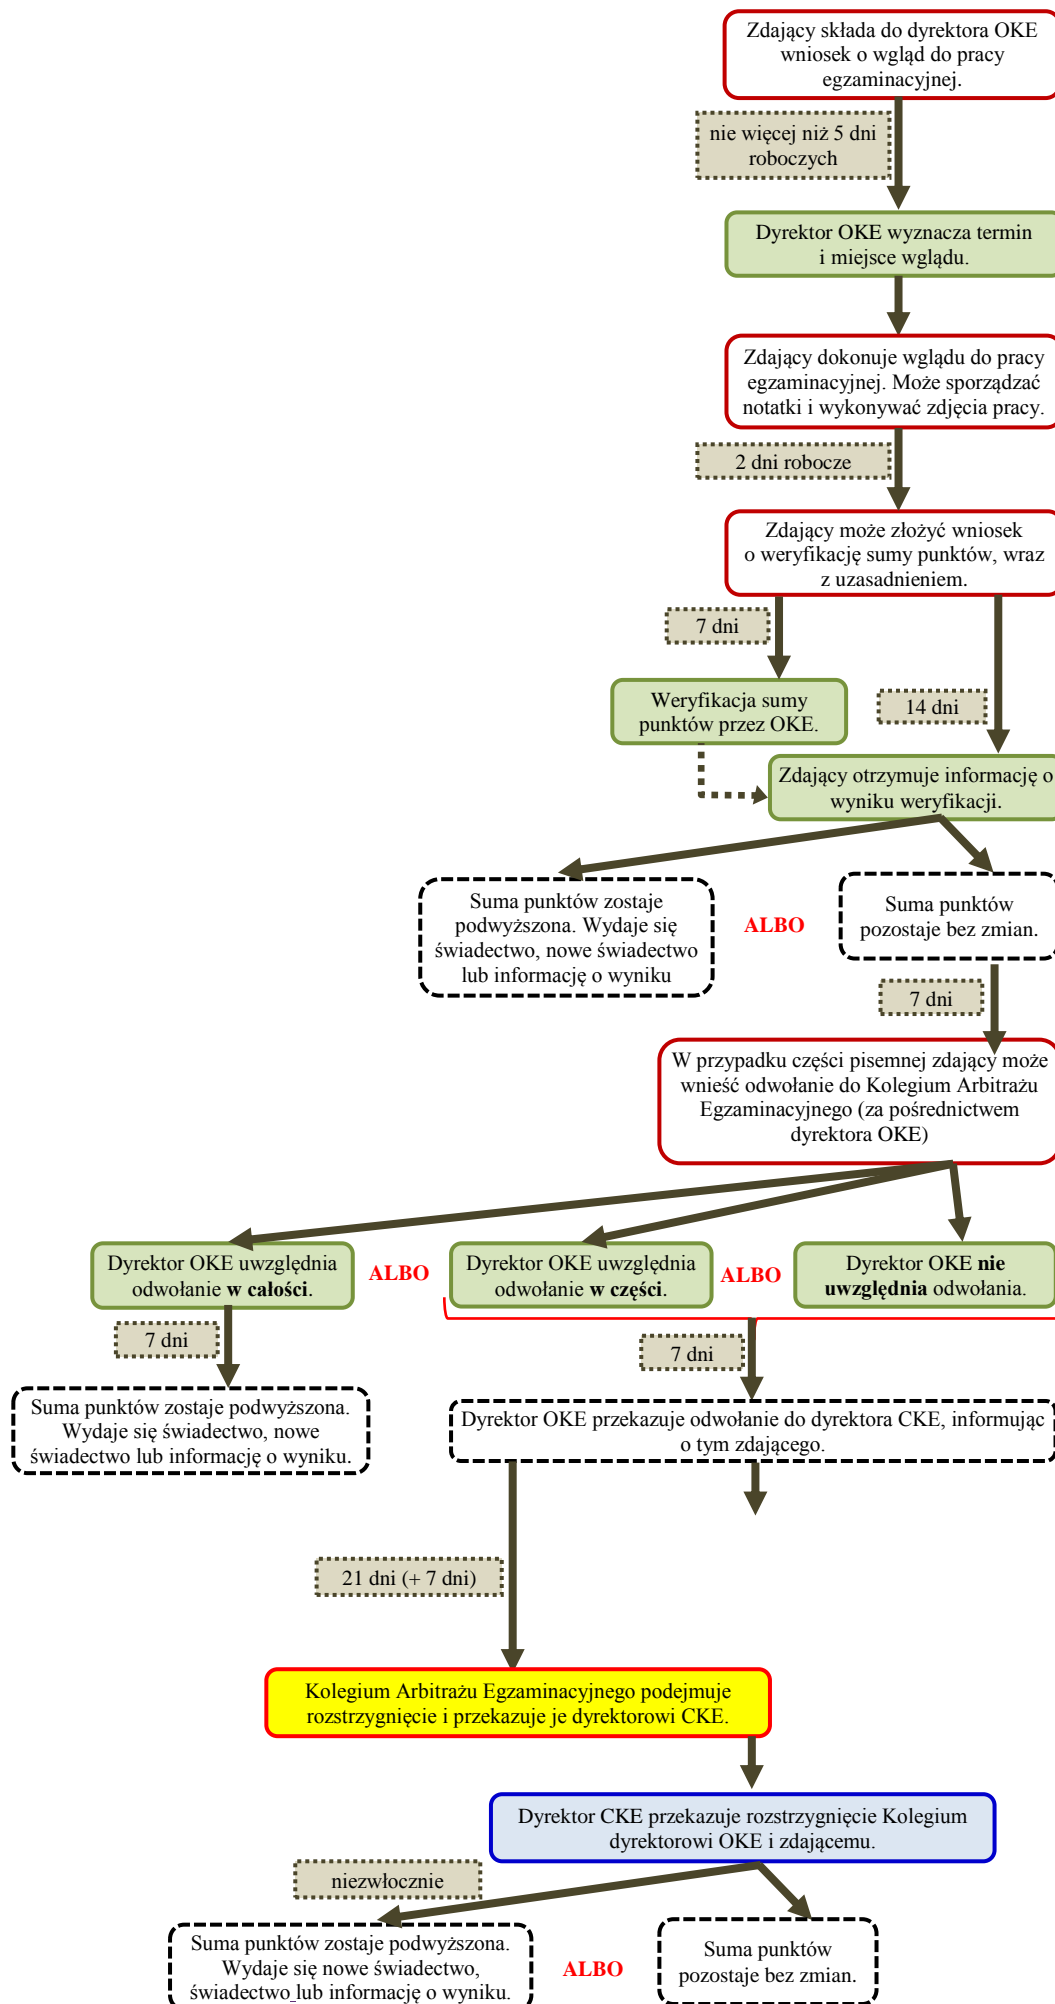 Zdający składa do dyrektora OKE
wniosek o wgląd do pracy
egzaminacyjnej.
nie więcej niż 5 dni
roboczych
Dyrektor OKE wyznacza termin
i miejsce wglądu.
Zdający dokonuje wglądu do pracy
egzaminacyjnej. Może sporządzać
notatki i wykonywać zdjęcia pracy.
2 dni robocze
Zdający może złożyć wniosek
o weryfikację sumy punktów, wraz
z uzasadnieniem.
7 dni
Weryfikacja sumy
punktów przez OKE.
14 dni
Zdający otrzymuje informację o
wyniku weryfikacji.
Suma punktów zostaje
podwyższona. Wydaje się
świadectwo, nowe świadectwo
lub informację o wyniku
ALBO
Suma punktów
pozostaje bez zmian.
7 dni
W przypadku części pisemnej zdający może
wnieść odwołanie do Kolegium Arbitrażu
Egzaminacyjnego (za pośrednictwem
dyrektora OKE)
Dyrektor OKE uwzględnia
odwołanie w całości.
ALBO
Dyrektor OKE uwzględnia
odwołanie w części.
ALBO
Dyrektor OKE nie
uwzględnia odwołania.
7 dni
7 dni
Suma punktów zostaje podwyższona.
Wydaje się świadectwo, nowe
świadectwo lub informację o wyniku.
Dyrektor OKE przekazuje odwołanie do dyrektora CKE, informując
o tym zdającego.
21 dni (+ 7 dni)
Kolegium Arbitrażu Egzaminacyjnego podejmuje
rozstrzygnięcie i przekazuje je dyrektorowi CKE.
Dyrektor CKE przekazuje rozstrzygnięcie Kolegium
dyrektorowi OKE i zdającemu.
niezwłocznie
Suma punktów zostaje podwyższona.
Wydaje się nowe świadectwo,
świadectwo lub informację o wyniku.
ALBO
Suma punktów
pozostaje bez zmian.